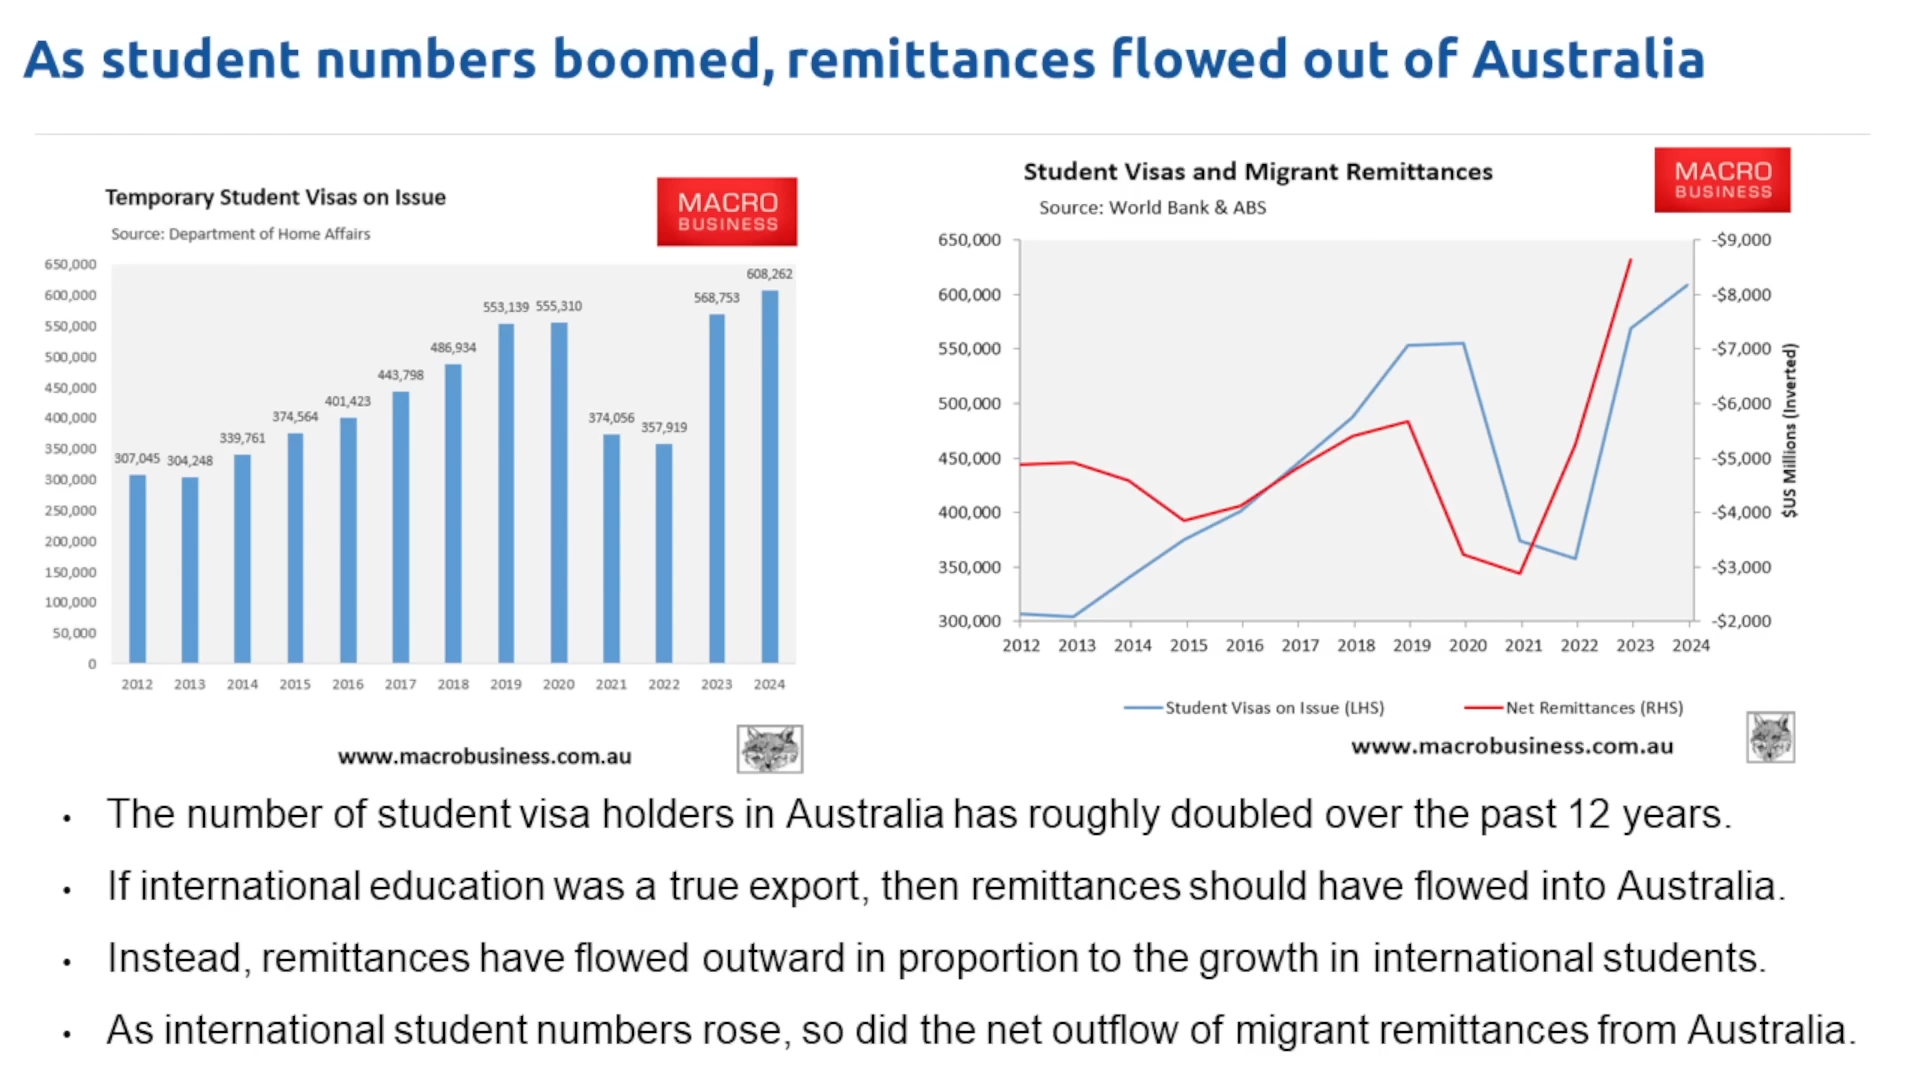 As student numbers boomed, remittances flowed out of Australia
Temporary Student Visas on Issue
Source: Department of Home Affairs
MACRO
BUSINESS
650,000
600,000
550,000
500,000
450,000
400,000
350,000
300,000
250,000
200,000
150,000
100,000
50,000
0
307,045
304,248
339,761
374,564
401,423
443,798
486,934
553,139
555,310
374,056
357,919
568,753
608,262
2012 2013 2014 2015 2016 2017 2018 2019 2020 2021 2022 2023 2024
www.macrobusiness.com.au
Student Visas and Migrant Remittances
Source: World Bank & ABS
MACRO
BUSINESS
650,000
600,000
550,000
500,000
450,000
400,000
350,000
300,000
-$9,000
-$8,000
-$7,000
-$6,000
-$5,000
-$4,000
-$3,000
-$2,000
$US Millions (Inverted)
2012 2013 2014 2015 2016 2017 2018 2019 2020 2021 2022 2023 2024
Student Visas on Issue (LHS)
Net Remittances (RHS)
www.macrobusiness.com.au
• The number of student visa holders in Australia has roughly doubled over the past 12 years.
• If international education was a true export, then remittances should have flowed into Australia.
• Instead, remittances have flowed outward in proportion to the growth in international students.
• As international student numbers rose, so did the net outflow of migrant remittances from Australia.